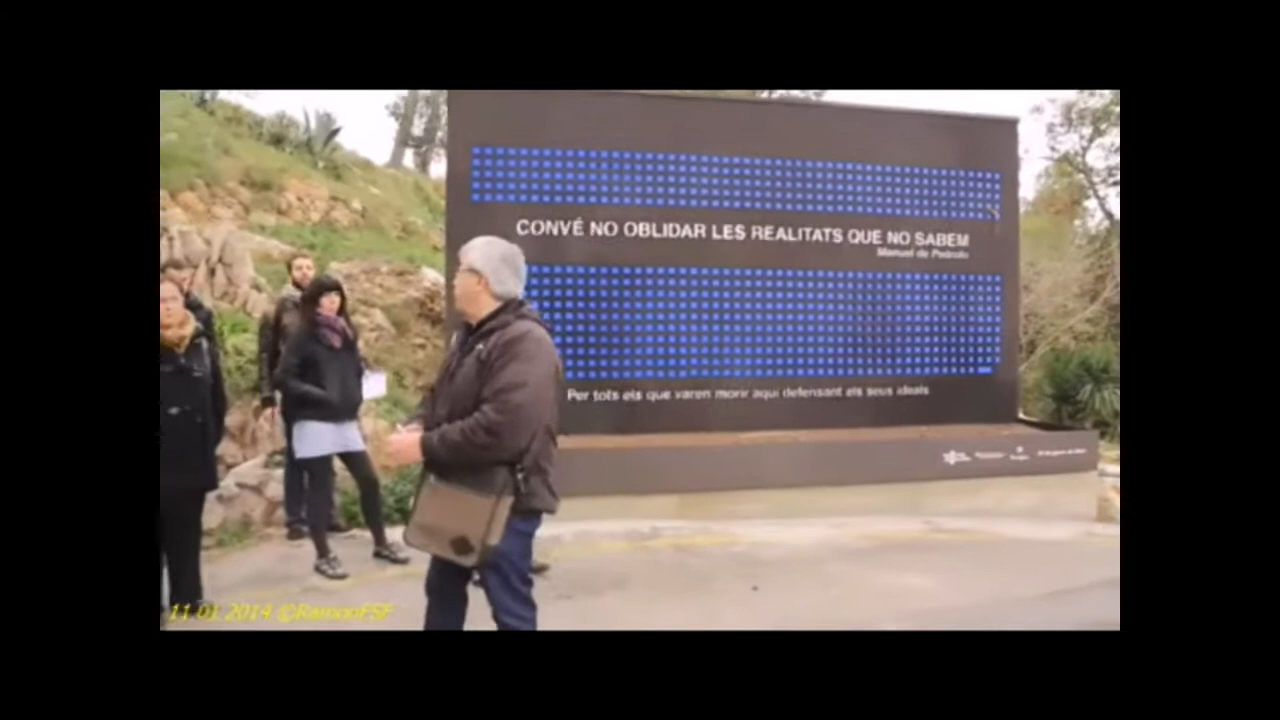 CONVÉ NO OBLIDAR LES REALITATS QUE NO SABEM
Manuel de Pedrolo
Per tots els que varen morir aquí defensant els seus ideals
11.01.2014 ©RamonFSF